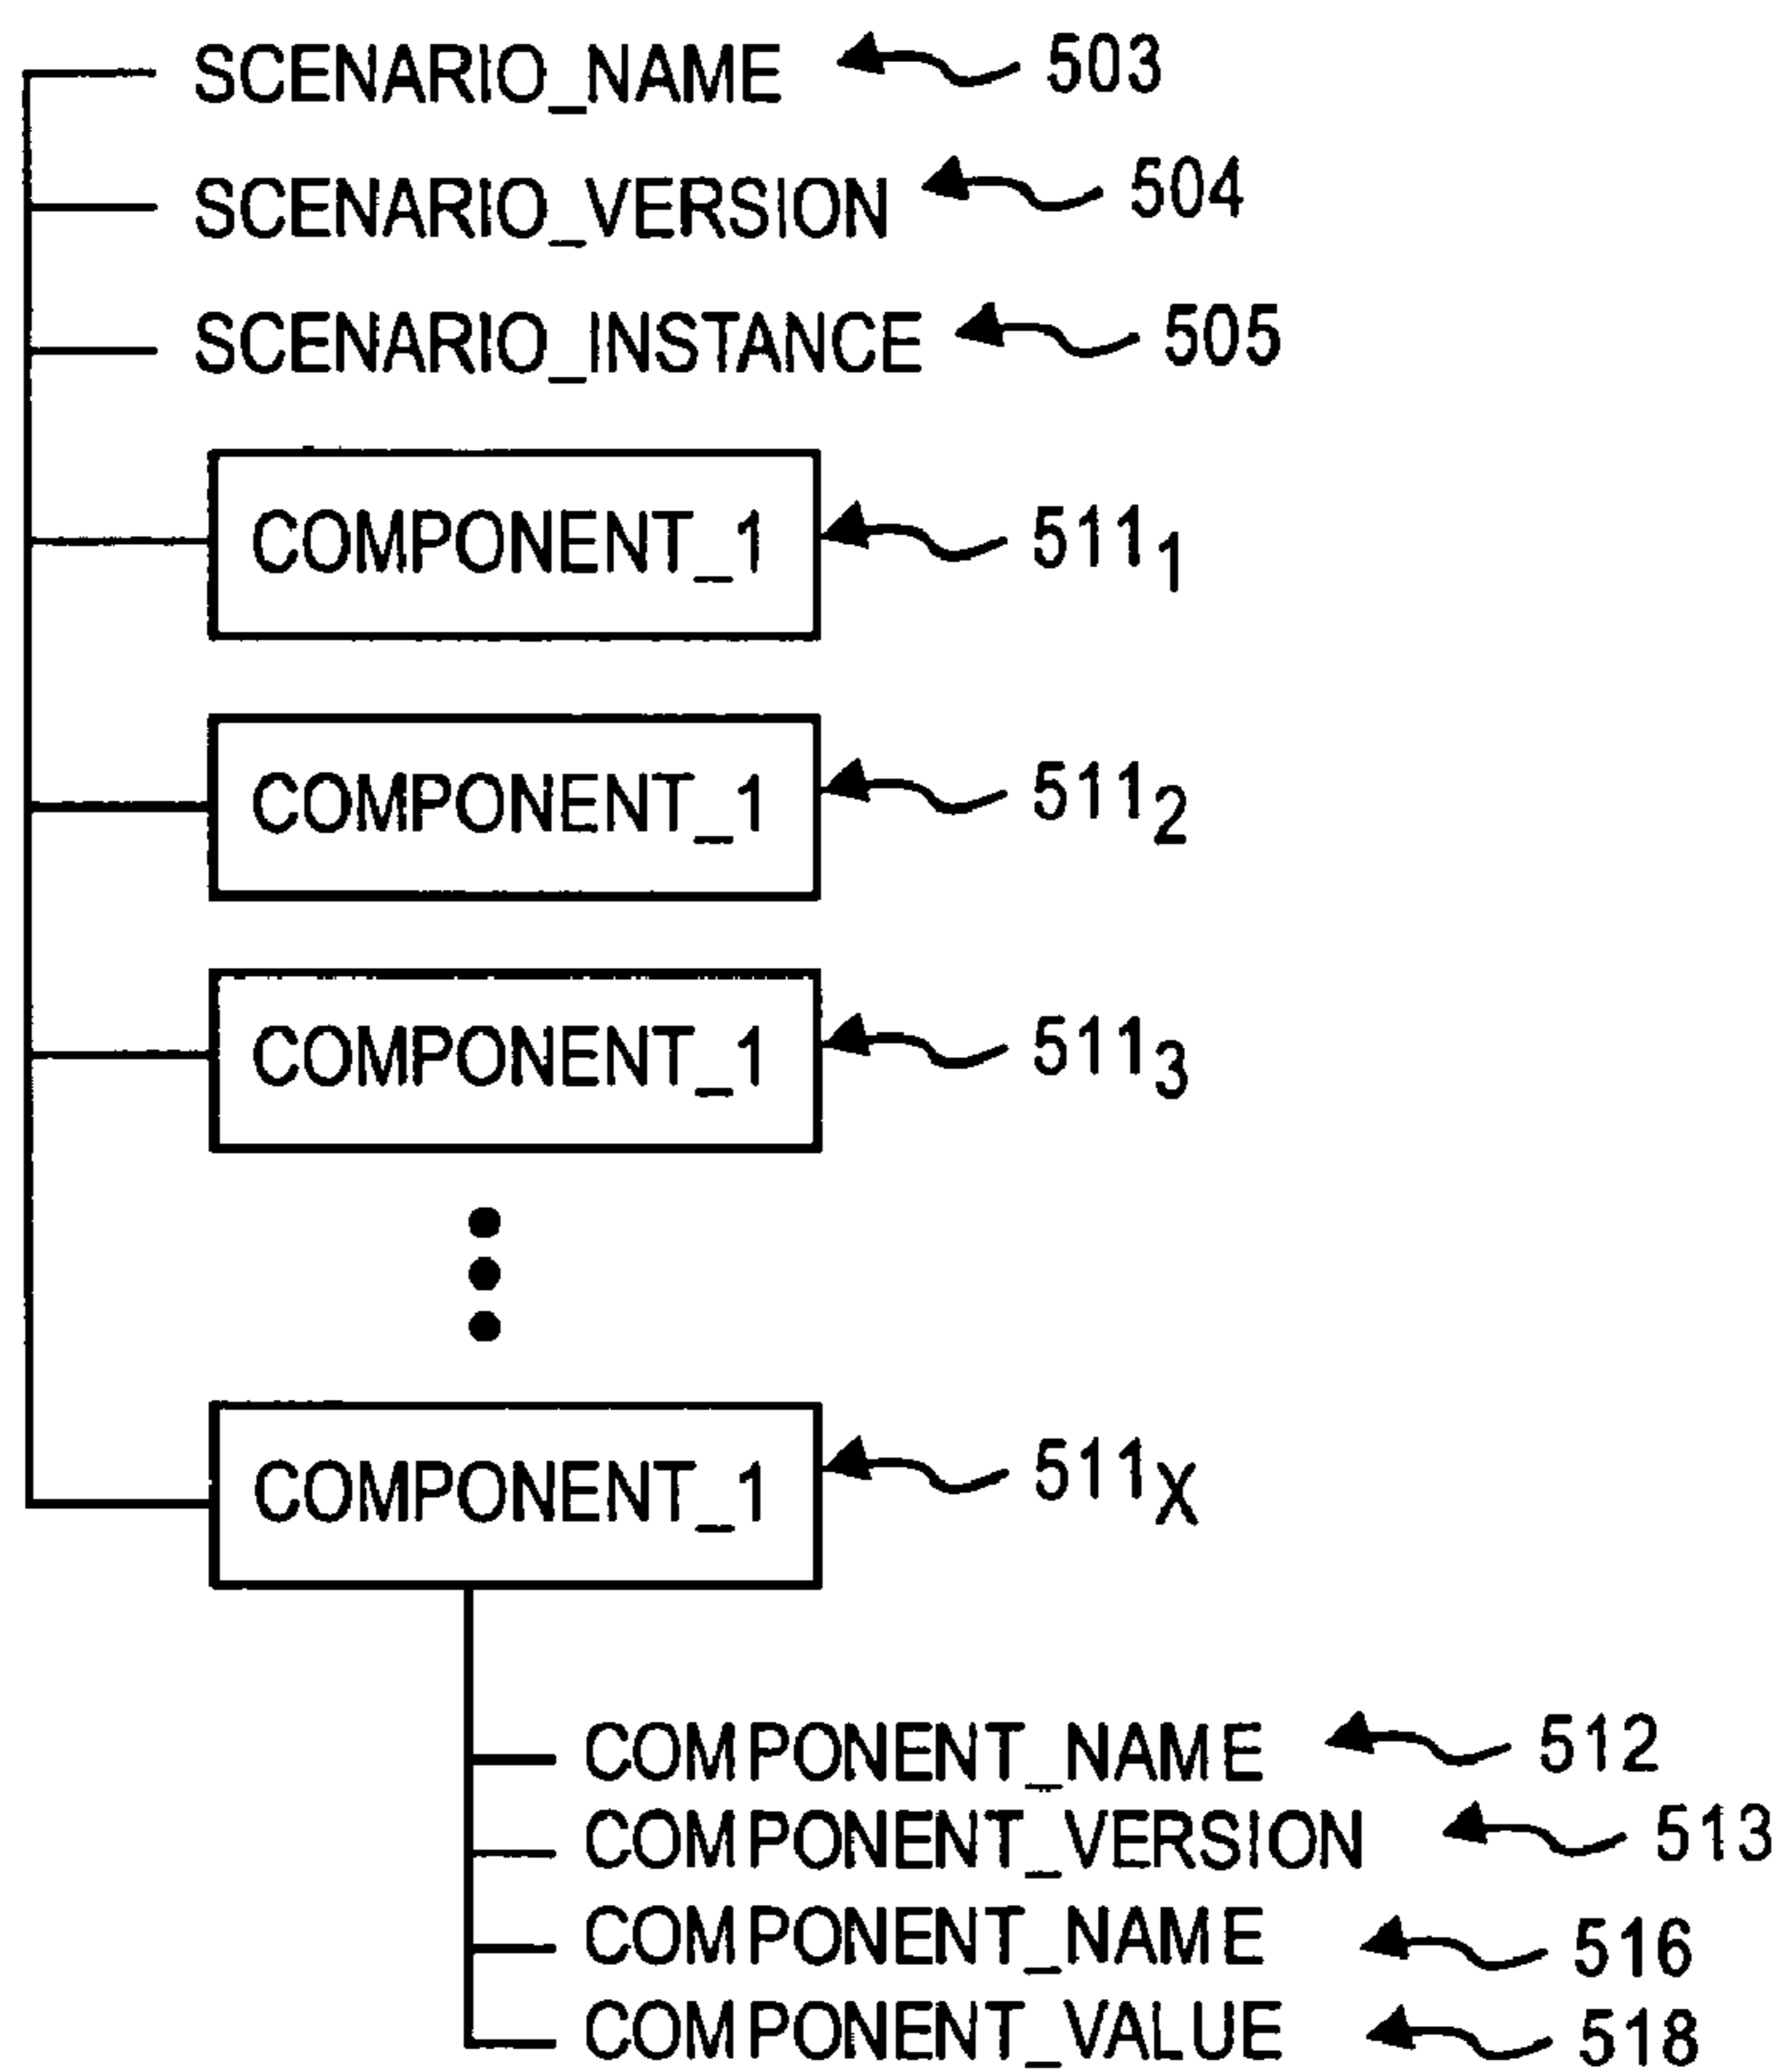 SCENARIO_NAME 503
SCENARIO_VERSION 504
SCENARIO_INSTANCE 505
COMPONENT_1 511₁
COMPONENT_1 511₂
COMPONENT_1 511₃
COMPONENT_1 511ₓ
COMPONENT_NAME 512
COMPONENT_VERSION 513
COMPONENT_NAME 516
COMPONENT_VALUE 518